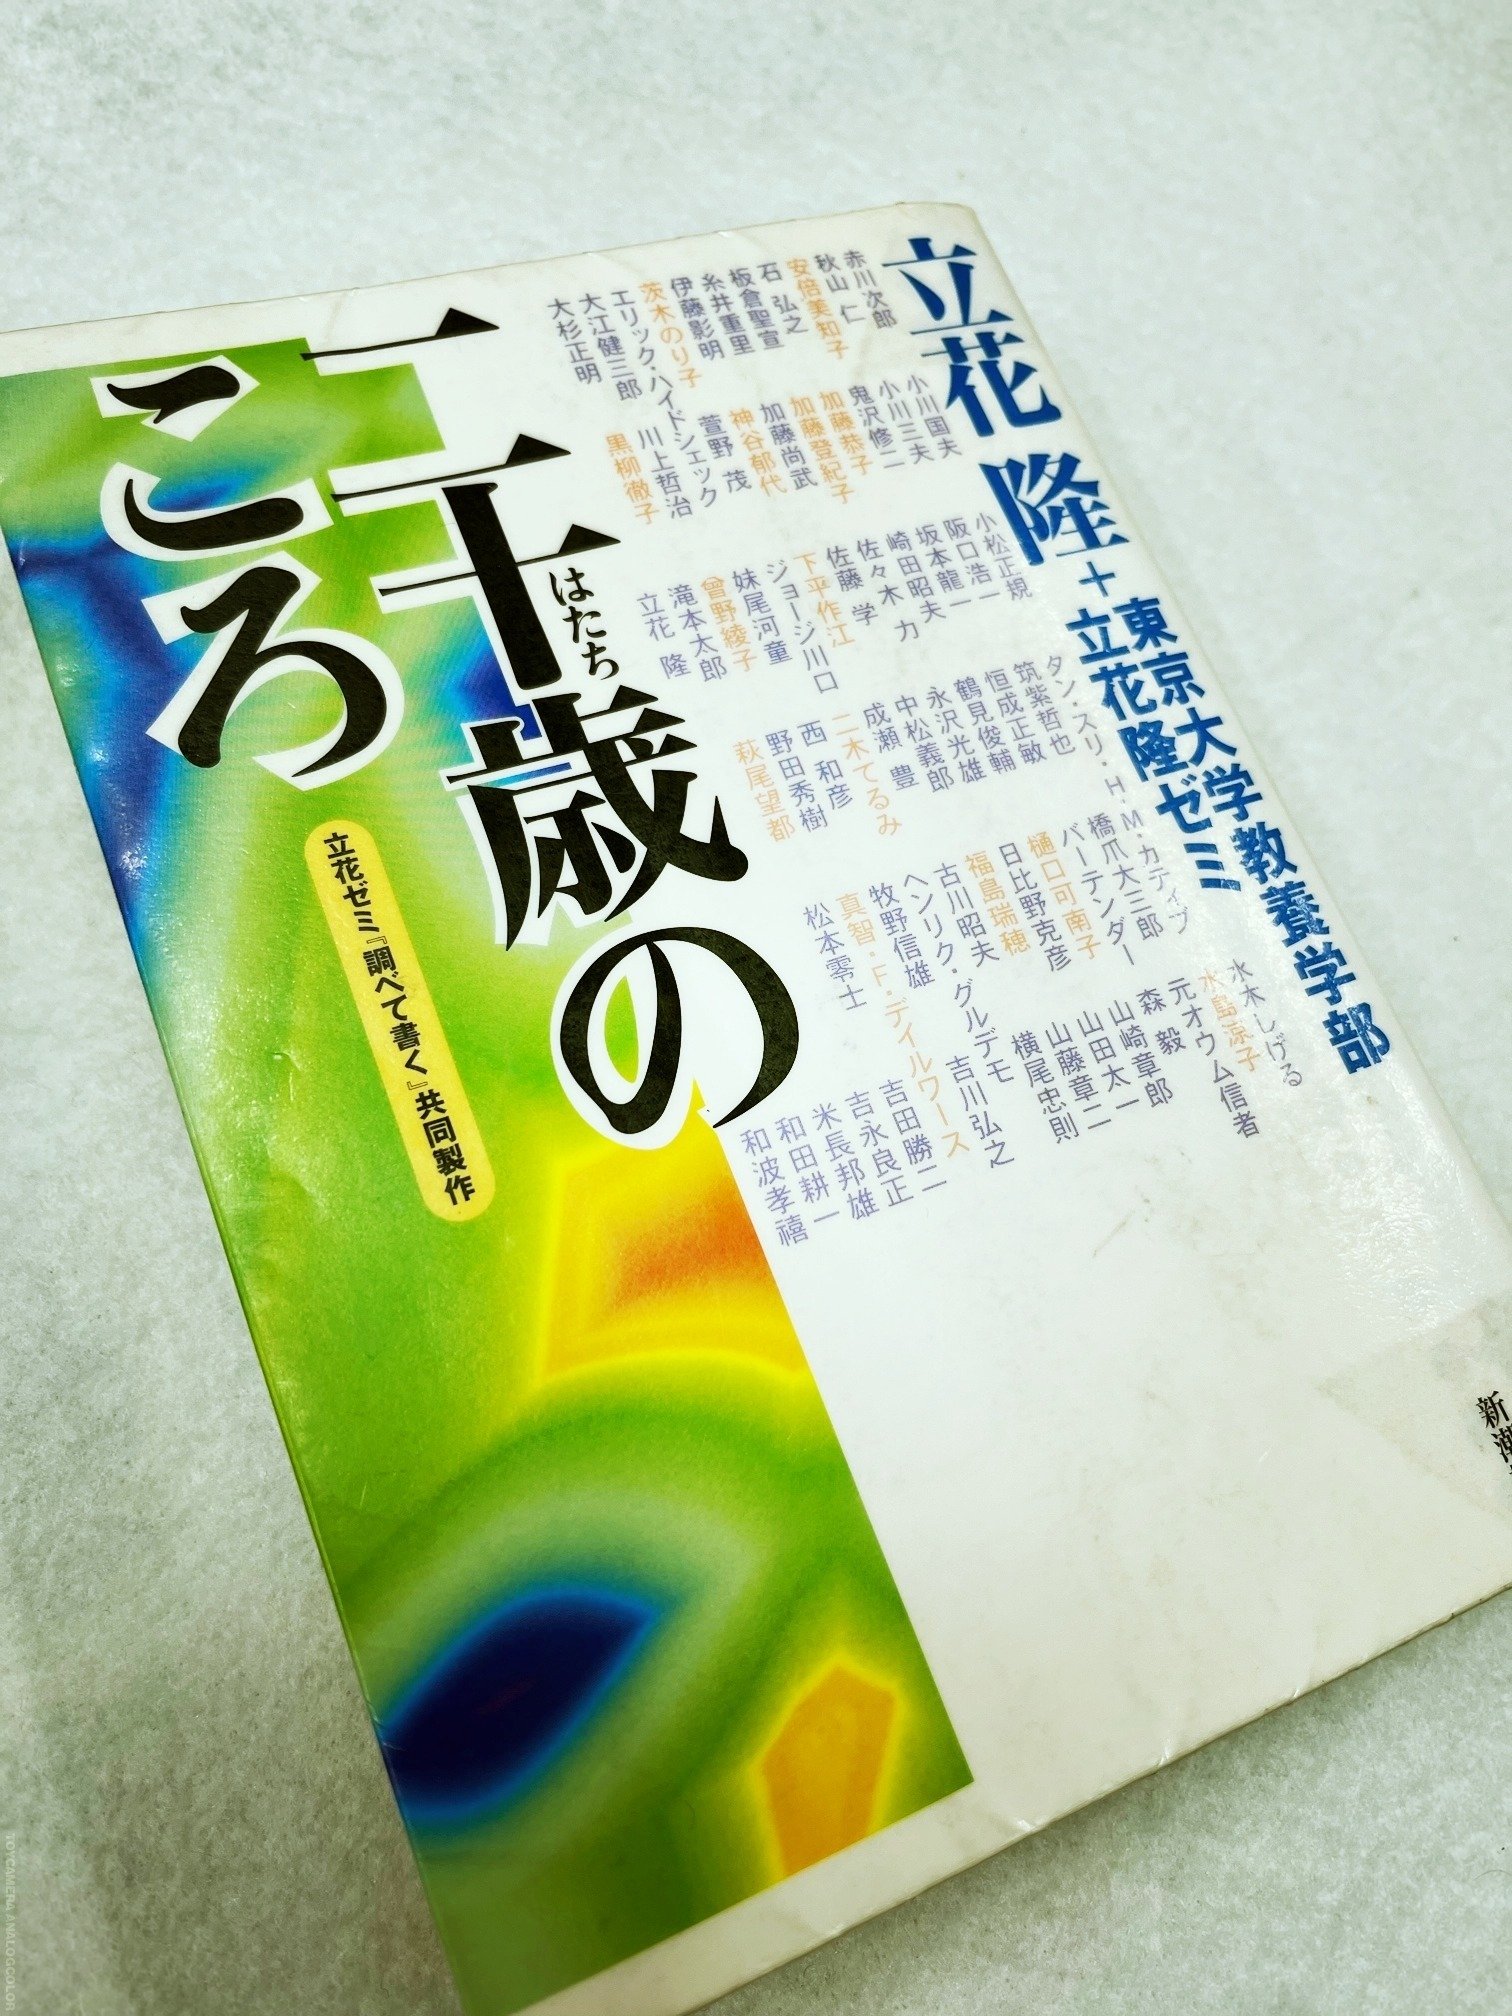 立花 隆+東京大学教養学部
立花隆ゼミ
赤川次郎
秋山 仁
安倍美知子
石 弘之
板倉聖宣
糸井重里
伊藤影明
茨木のり子
エリック・ハイドシェック
大江健三郎
大杉正明
小川国夫
小川三夫
鬼沢修二
加藤恭子
加藤登紀子
加藤尚武
神谷郁代
萱野 茂
川上哲治
黒柳徹子
小松正規
阪口浩一
坂本龍一
崎田昭夫
佐々木 力
佐藤 学
下平作江
ジョージ川口
妹尾河童
曾野綾子
滝本太郎
立花 隆
タン・スリ・H・M・カティブ
筑紫哲也
恒成正敏
鶴見俊輔
永沢光雄
中松義郎
成瀬 豊
二木てるみ
西 和彦
野田秀樹
萩尾望都
橋爪大三郎
バーテンダー
樋口可南子
日比野克彦
福島瑞穂
古川昭夫
ヘンリク・グルデモ
牧野信雄
真智・F・ディルワース
松本零士
水木しげる
水島涼子
元オウム信者
森 毅
山崎章郎
山田太一
山藤章二
横尾忠則
吉川弘之
吉田勝二
吉永良正
米長邦雄
和田耕一
和波孝禧
二十歳の
はたち
ころ
立花ゼミ『調べて書く』共同製作
新潮
TOYCAMERA ANALOGCOLOR